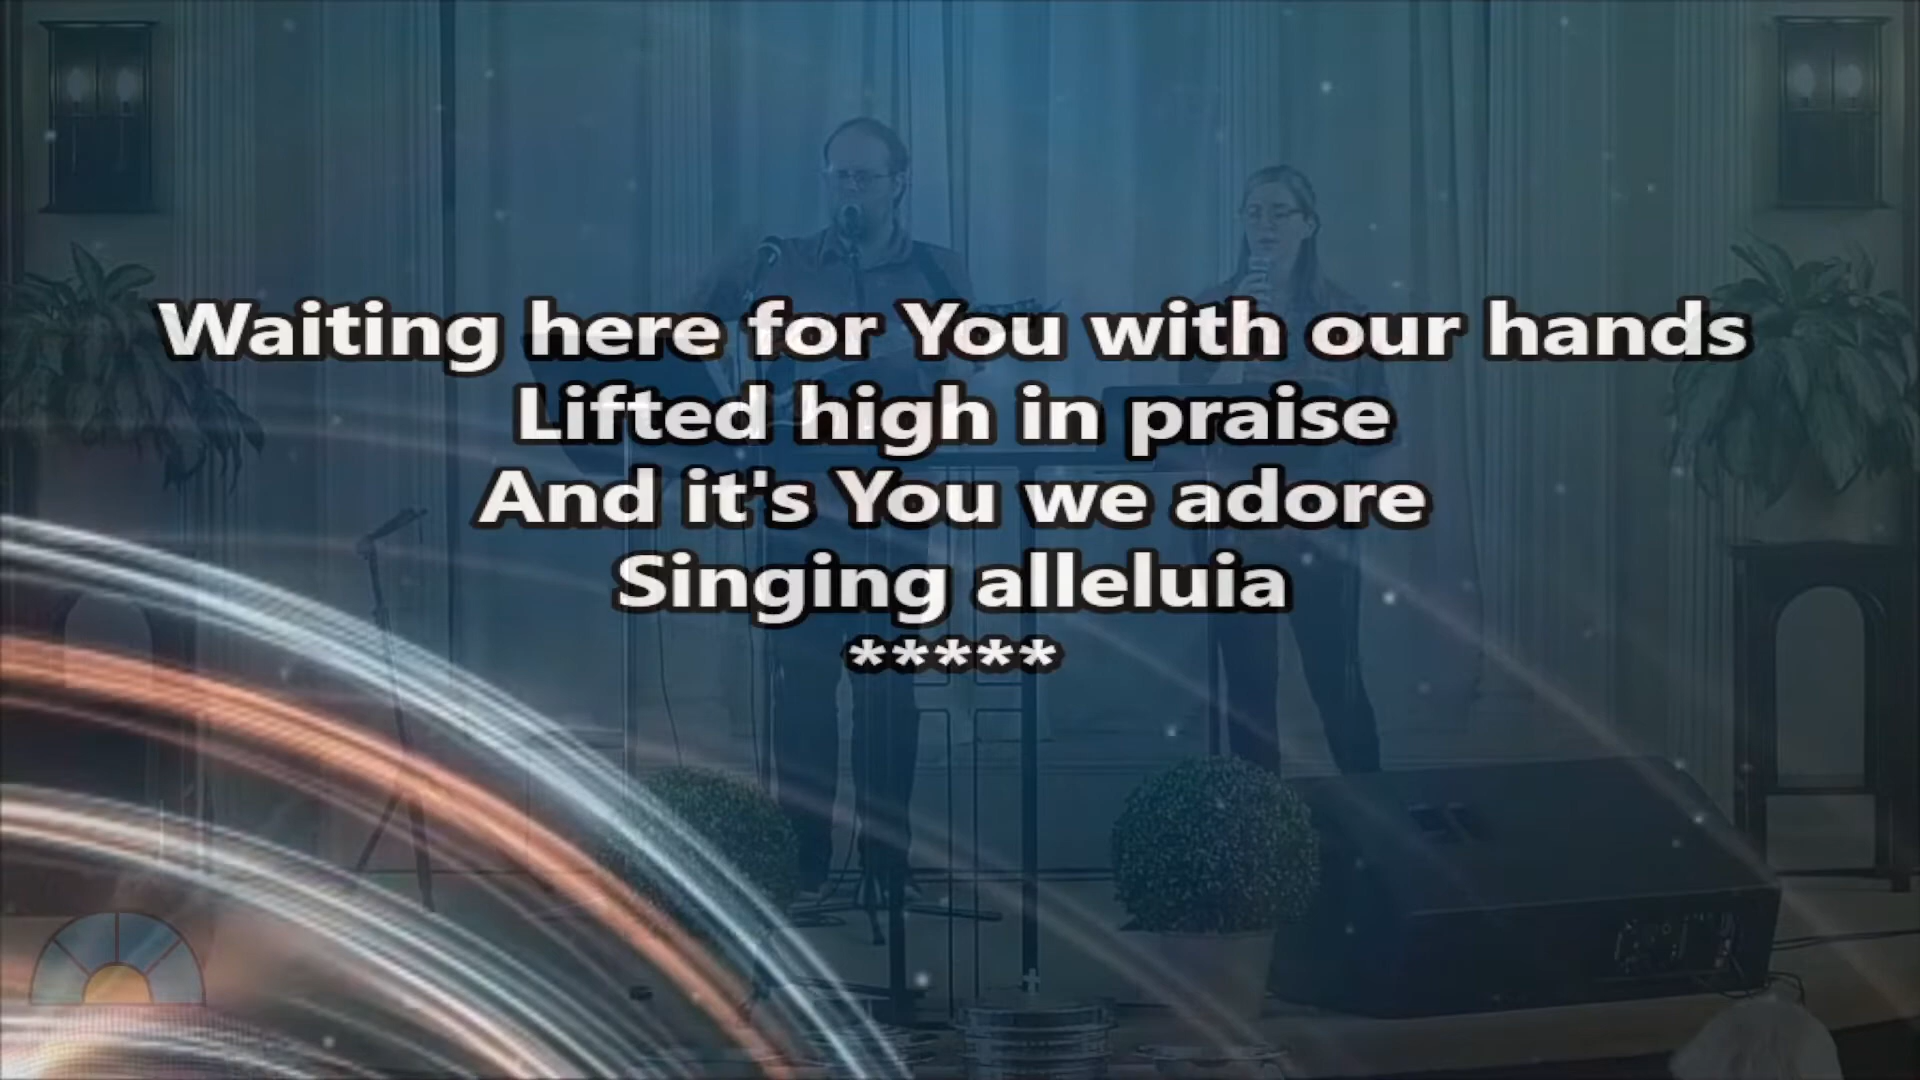 Waiting here for You with our hands
Lifted high in praise
And it's You we adore
Singing alleluia
*****